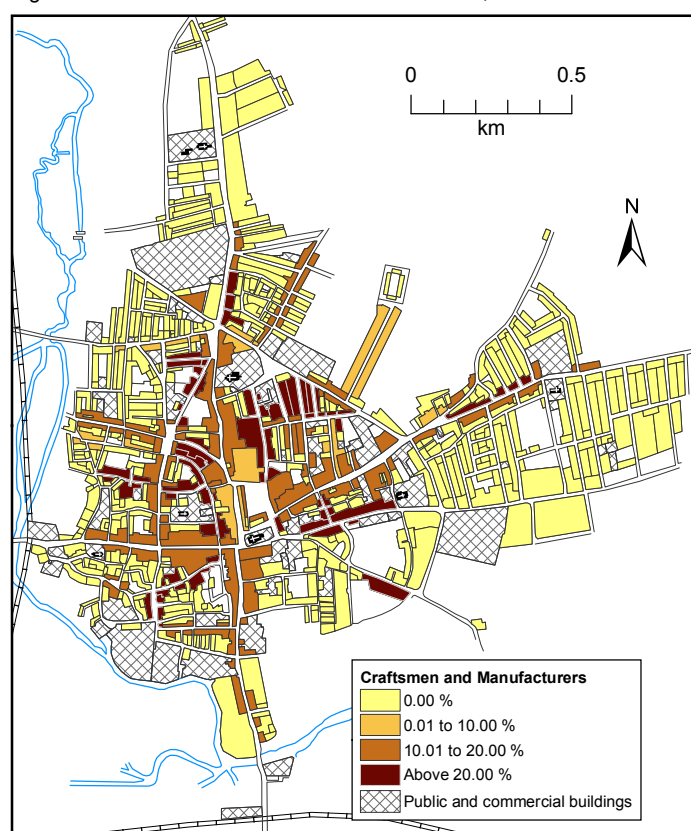 0 0.5
km
N
Craftsmen and Manufacturers
0.00 %
0.01 to 10.00 %
10.01 to 20.00 %
Above 20.00 %
Public and commercial buildings